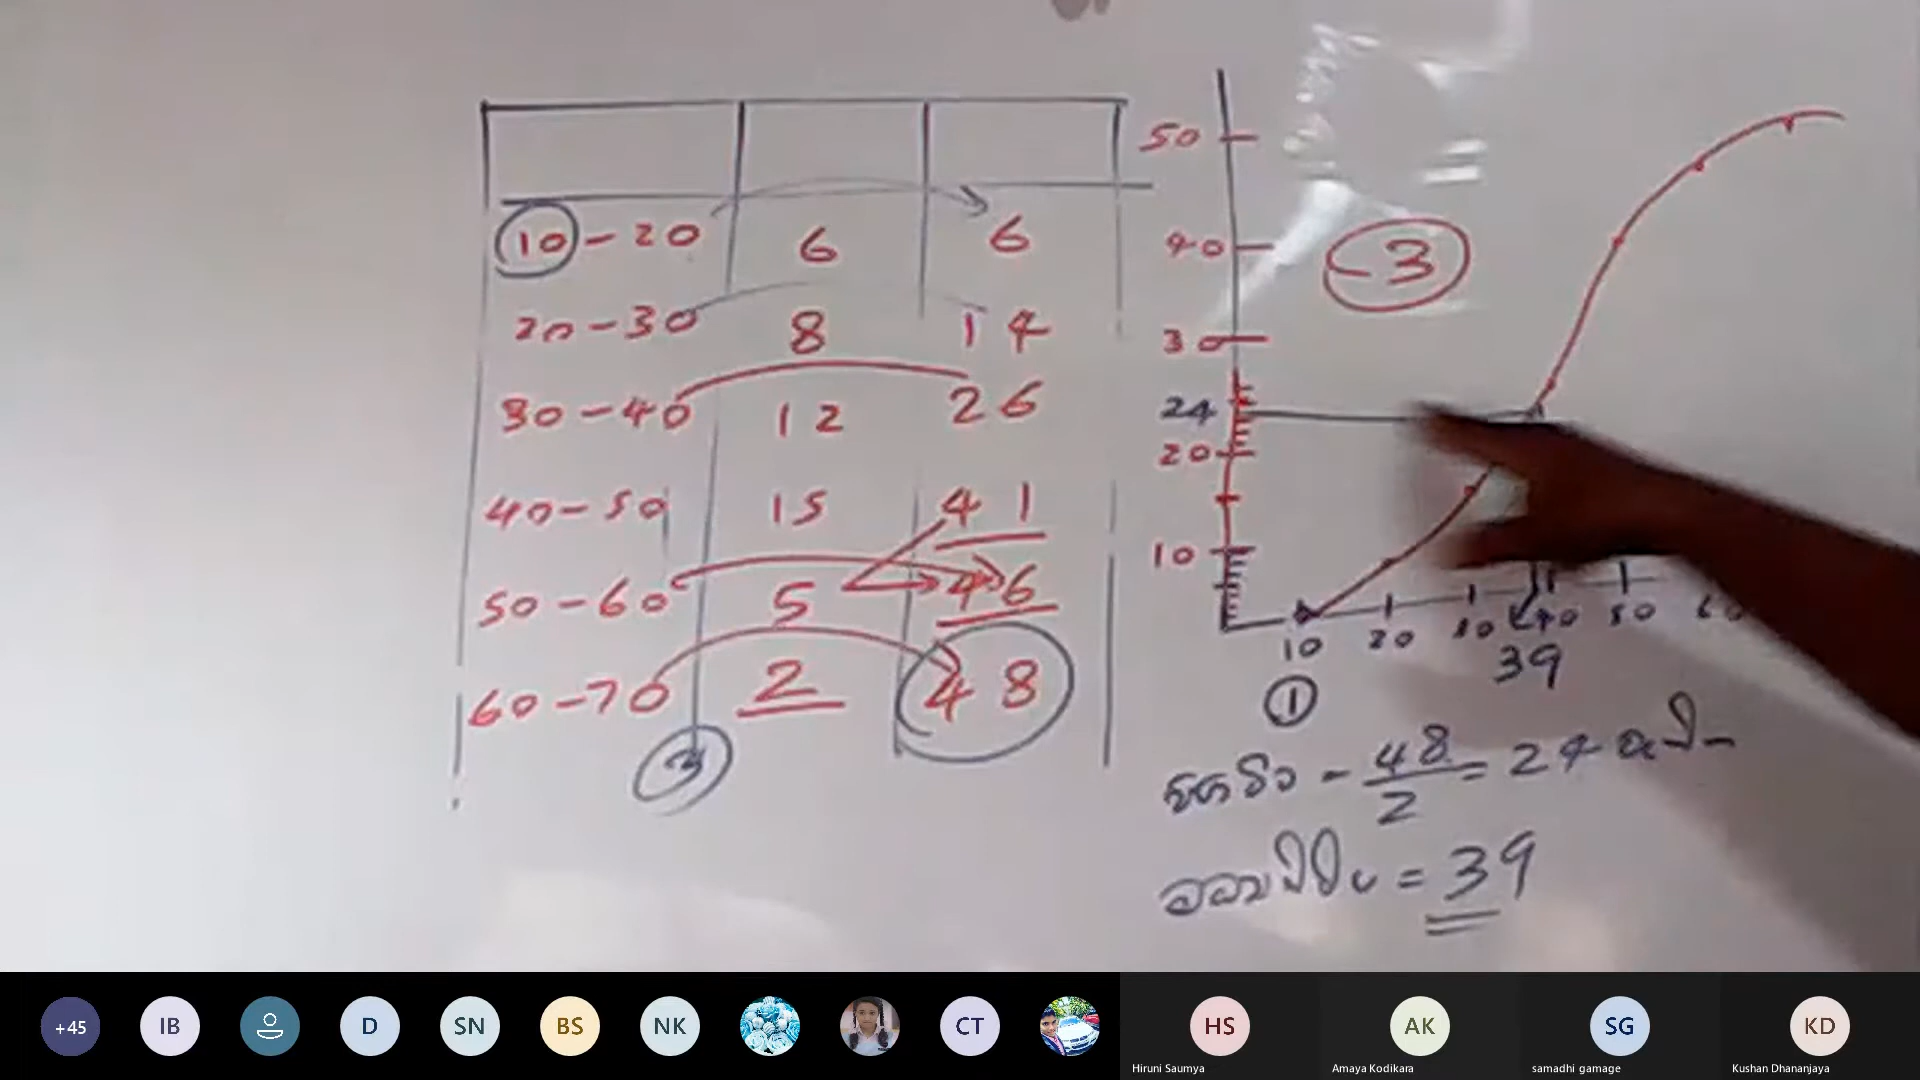 10 - 20 6 6
20 - 30 8 14
30 - 40 12 26
40 - 50 15 41
50 - 60 5 46
60 - 70 2 48
3
50
40
30
24
20
10
- 3
10 20 30 40 50 60
39
1
- 48/2 = 24
= 39
+45 IB D SN BS NK CT HS AK SG KD
Hiruni Saumya Amaya Kodikara samadhi gamage Kushan Dhananjaya